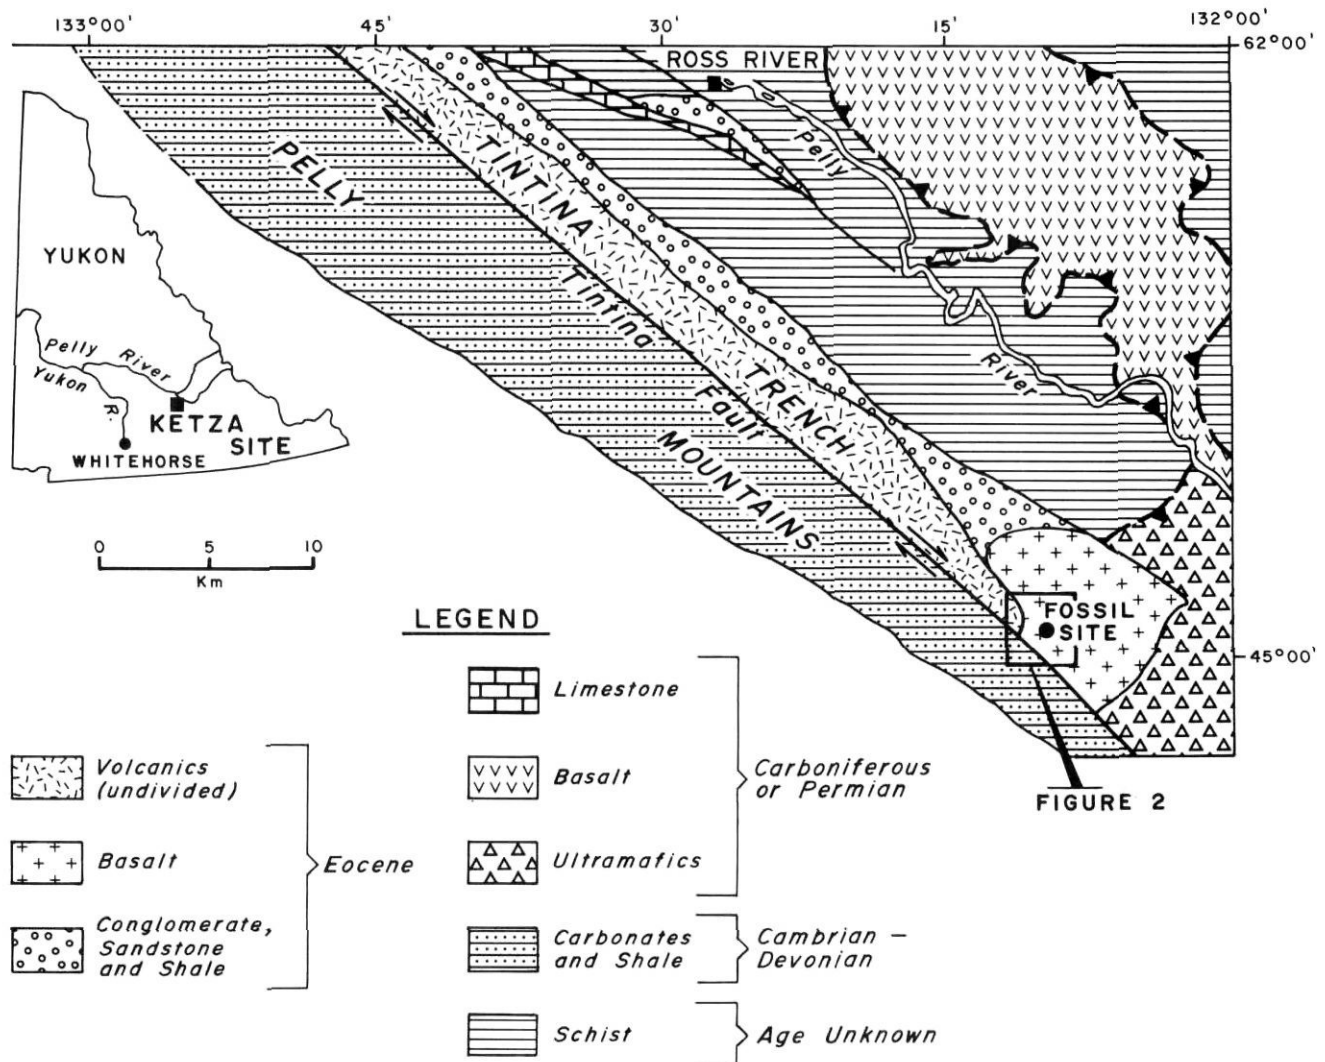 133°00'
45'
30'
15'
132°00'
62°00'
ROSS RIVER
Pelly
River
PELLY
MOUNTAINS
TINTINA
TRENCH
Tintina
Fault
YUKON
Pelly River
Yukon
R.
KETZA
SITE
WHITEHORSE
0 5 10
Km
FOSSIL
SITE
45°00'
FIGURE 2
LEGEND
Volcanics
(undivided)
Basalt
Conglomerate,
Sandstone
and Shale
Eocene
Limestone
Basalt
Ultramafics
Carboniferous
or Permian
Carbonates
and Shale
Cambrian –
Devonian
Schist
Age Unknown